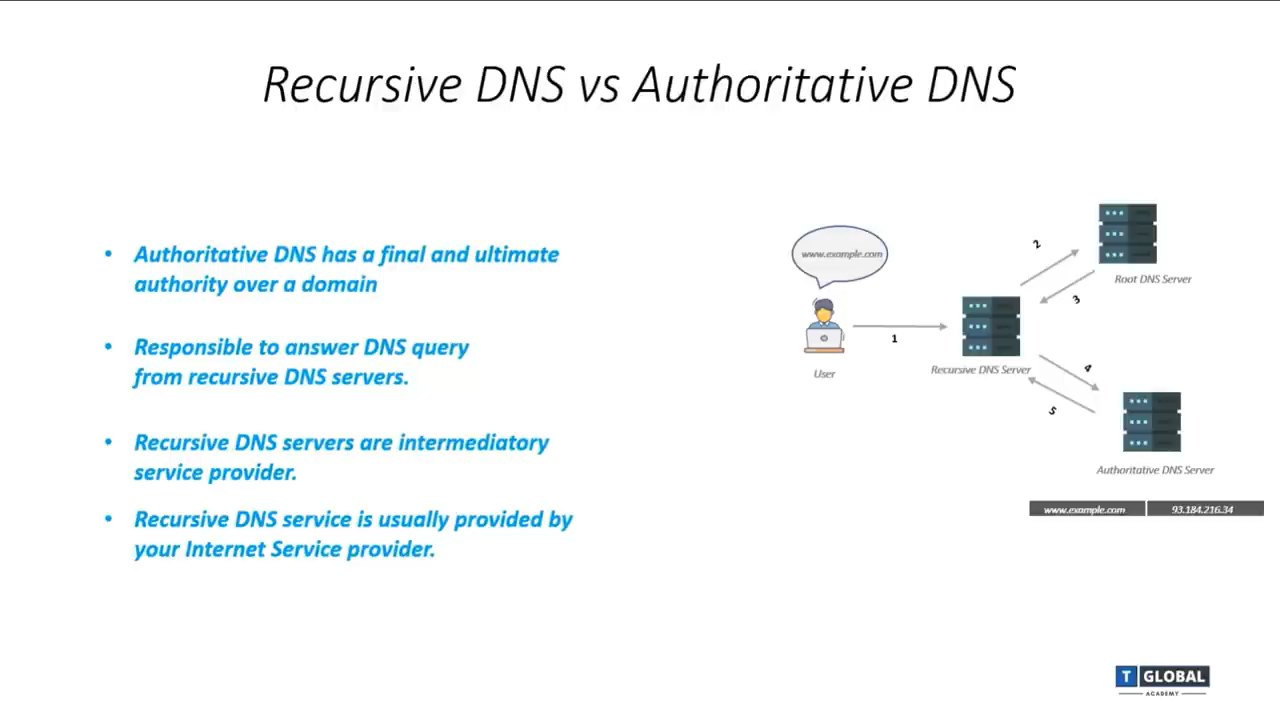 Recursive DNS vs Authoritative DNS
• Authoritative DNS has a final and ultimate
authority over a domain
• Responsible to answer DNS query
from recursive DNS servers.
• Recursive DNS servers are intermediatory
service provider.
• Recursive DNS service is usually provided by
your Internet Service provider.
www.example.com
User
1
Recursive DNS Server
2
3
Root DNS Server
4
5
Authoritative DNS Server
www.example.com 93.184.216.34
T GLOBAL
ACADEMY